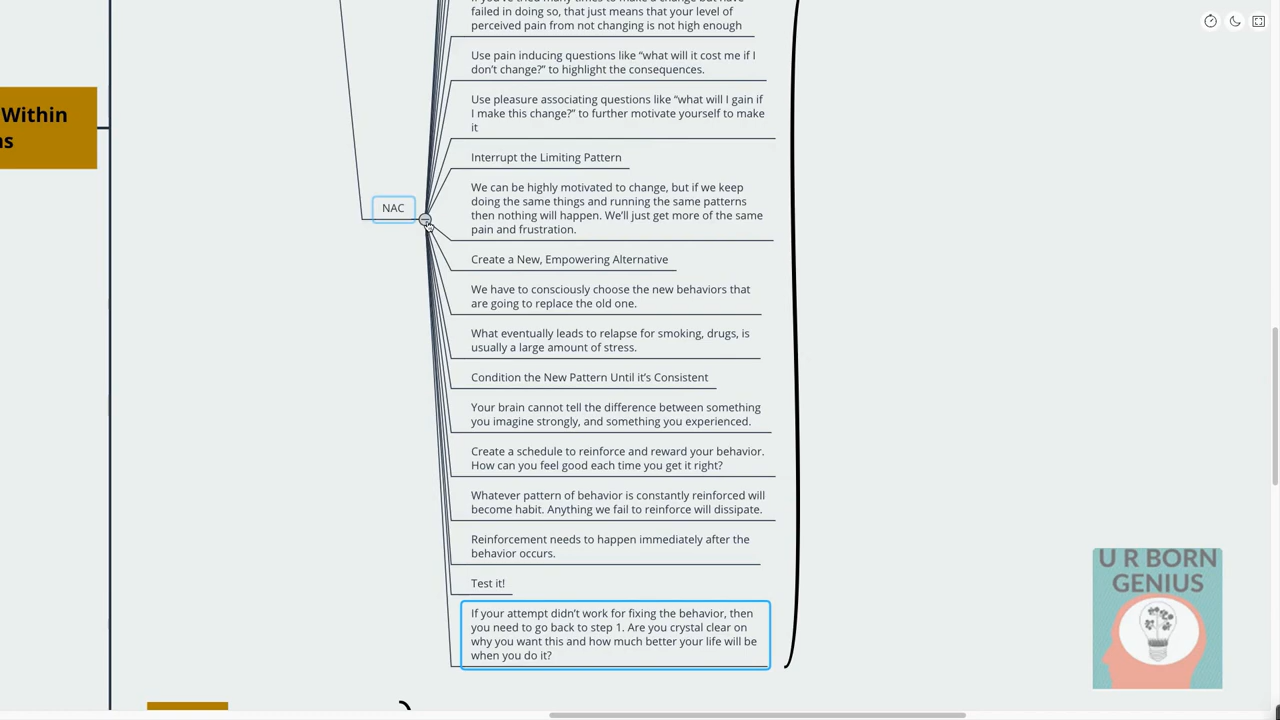 If you've tried many times to make a change but have
failed in doing so, that just means that your level of
perceived pain from not changing is not high enough
Use pain inducing questions like “what will it cost me if I
don't change?” to highlight the consequences.
Use pleasure associating questions like “what will I gain if
I make this change?” to further motivate yourself to make
it
Within
ns
Interrupt the Limiting Pattern
We can be highly motivated to change, but if we keep
doing the same things and running the same patterns
then nothing will happen. We'll just get more of the same
pain and frustration.
NAC
Create a New, Empowering Alternative
We have to consciously choose the new behaviors that
are going to replace the old one.
What eventually leads to relapse for smoking, drugs, is
usually a large amount of stress.
Condition the New Pattern Until it's Consistent
Your brain cannot tell the difference between something
you imagine strongly, and something you experienced.
Create a schedule to reinforce and reward your behavior.
How can you feel good each time you get it right?
Whatever pattern of behavior is constantly reinforced will
become habit. Anything we fail to reinforce will dissipate.
Reinforcement needs to happen immediately after the
behavior occurs.
Test it!
If your attempt didn't work for fixing the behavior, then
you need to go back to step 1. Are you crystal clear on
why you want this and how much better your life will be
when you do it?
U R BORN
GENIUS